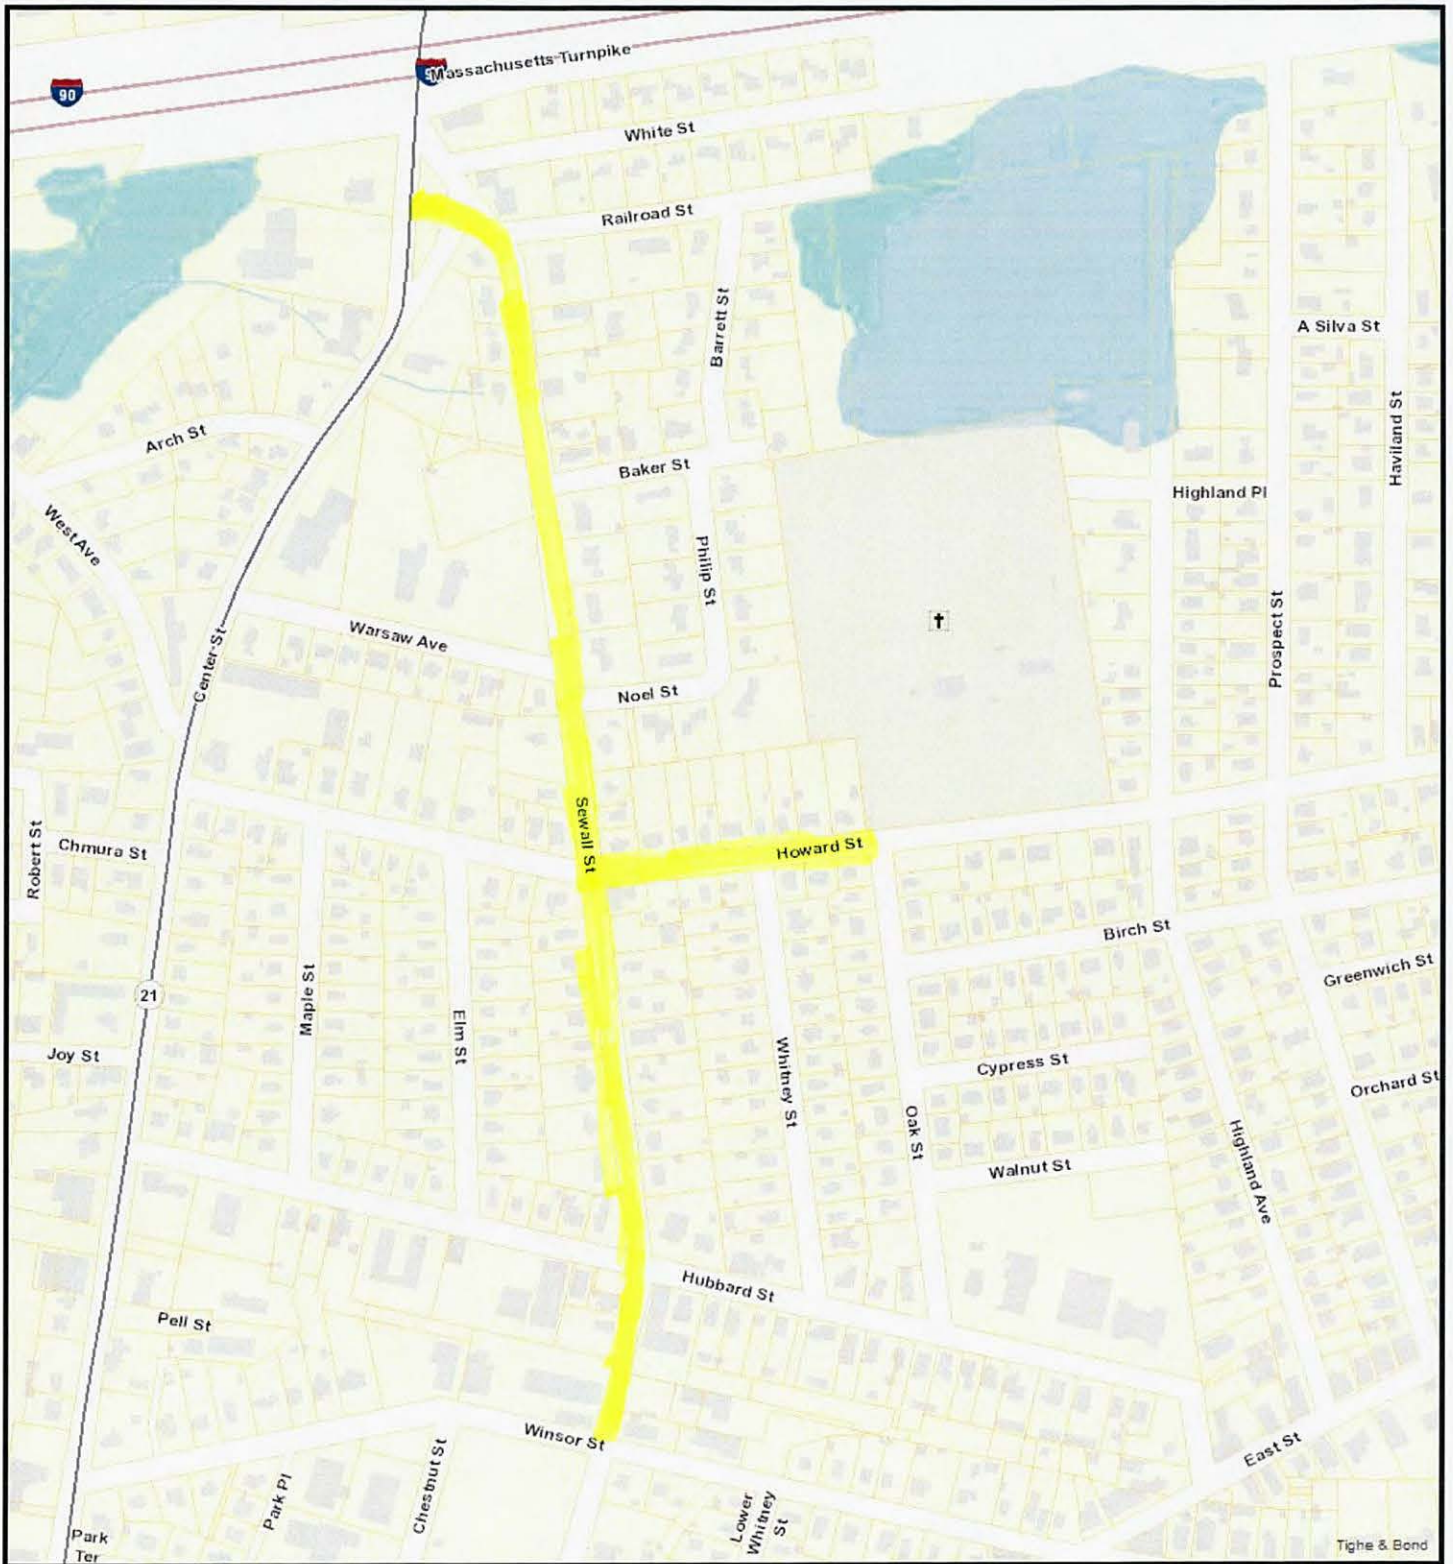 Massachusetts Turnpike
90
White St
Railroad St
Barrett St
A Silva St
Haviland St
Arch St
Baker St
Highland Pl
West Ave
Philip St
Prospect St
Warsaw Ave
Center St
Noel St
Sewall St
Howard St
Robert St
Chmura St
Birch St
Greenwich St
Maple St
21
Elm St
Joy St
Whitney St
Cypress St
Orchard St
Oak St
Highland Ave
Walnut St
Hubbard St
Pell St
Winsor St
East St
Chestnut St
Park Pl
Lower
Whitney
St
Park
Ter
Tighe & Bond